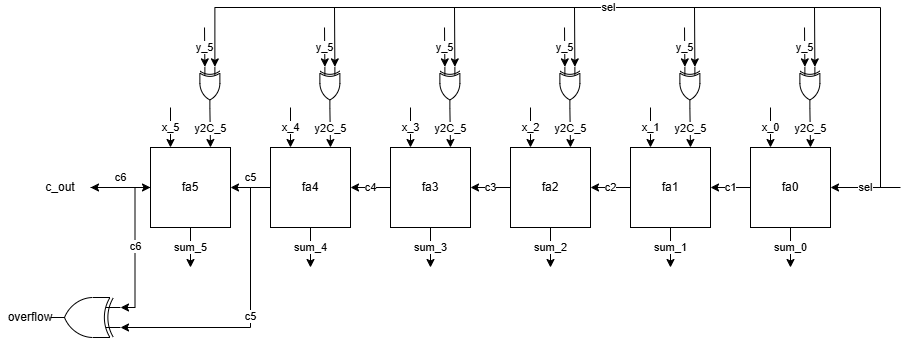 sel
y_5 y_5 y_5 y_5 y_5 y_5
x_5 y2C_5 x_4 y2C_5 x_3 y2C_5 x_2 y2C_5 x_1 y2C_5 x_0 y2C_5
c_out c6 fa5 c5 fa4 c4 fa3 c3 fa2 c2 fa1 c1 fa0 sel
c6 sum_5 sum_4 sum_3 sum_2 sum_1 sum_0
overflow c5